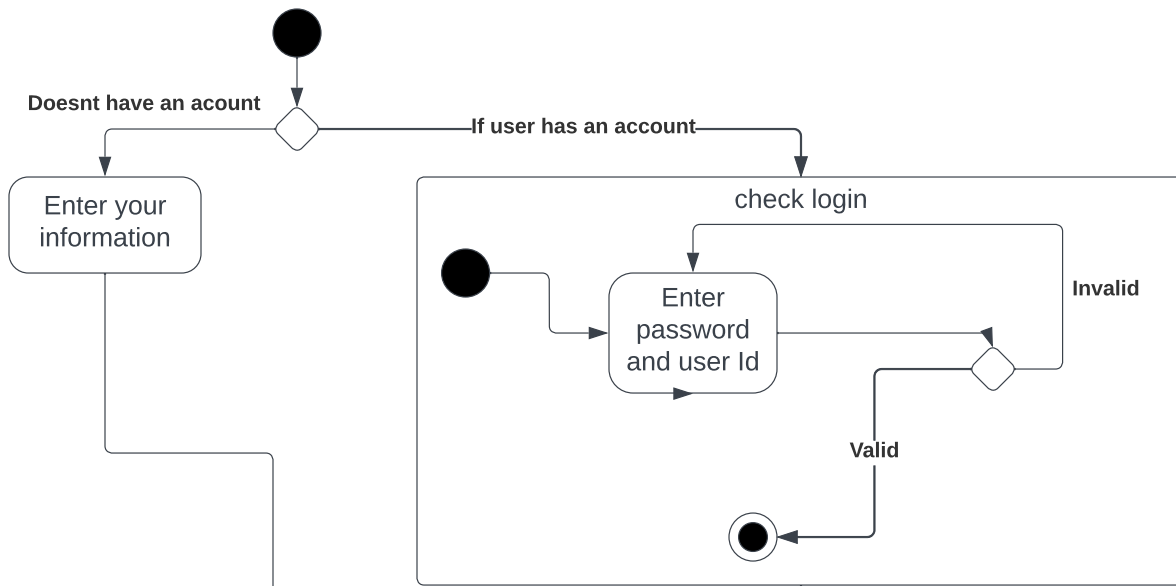 Doesnt have an acount
If user has an account
Enter your
information
check login
Enter
password
and user Id
Invalid
Valid